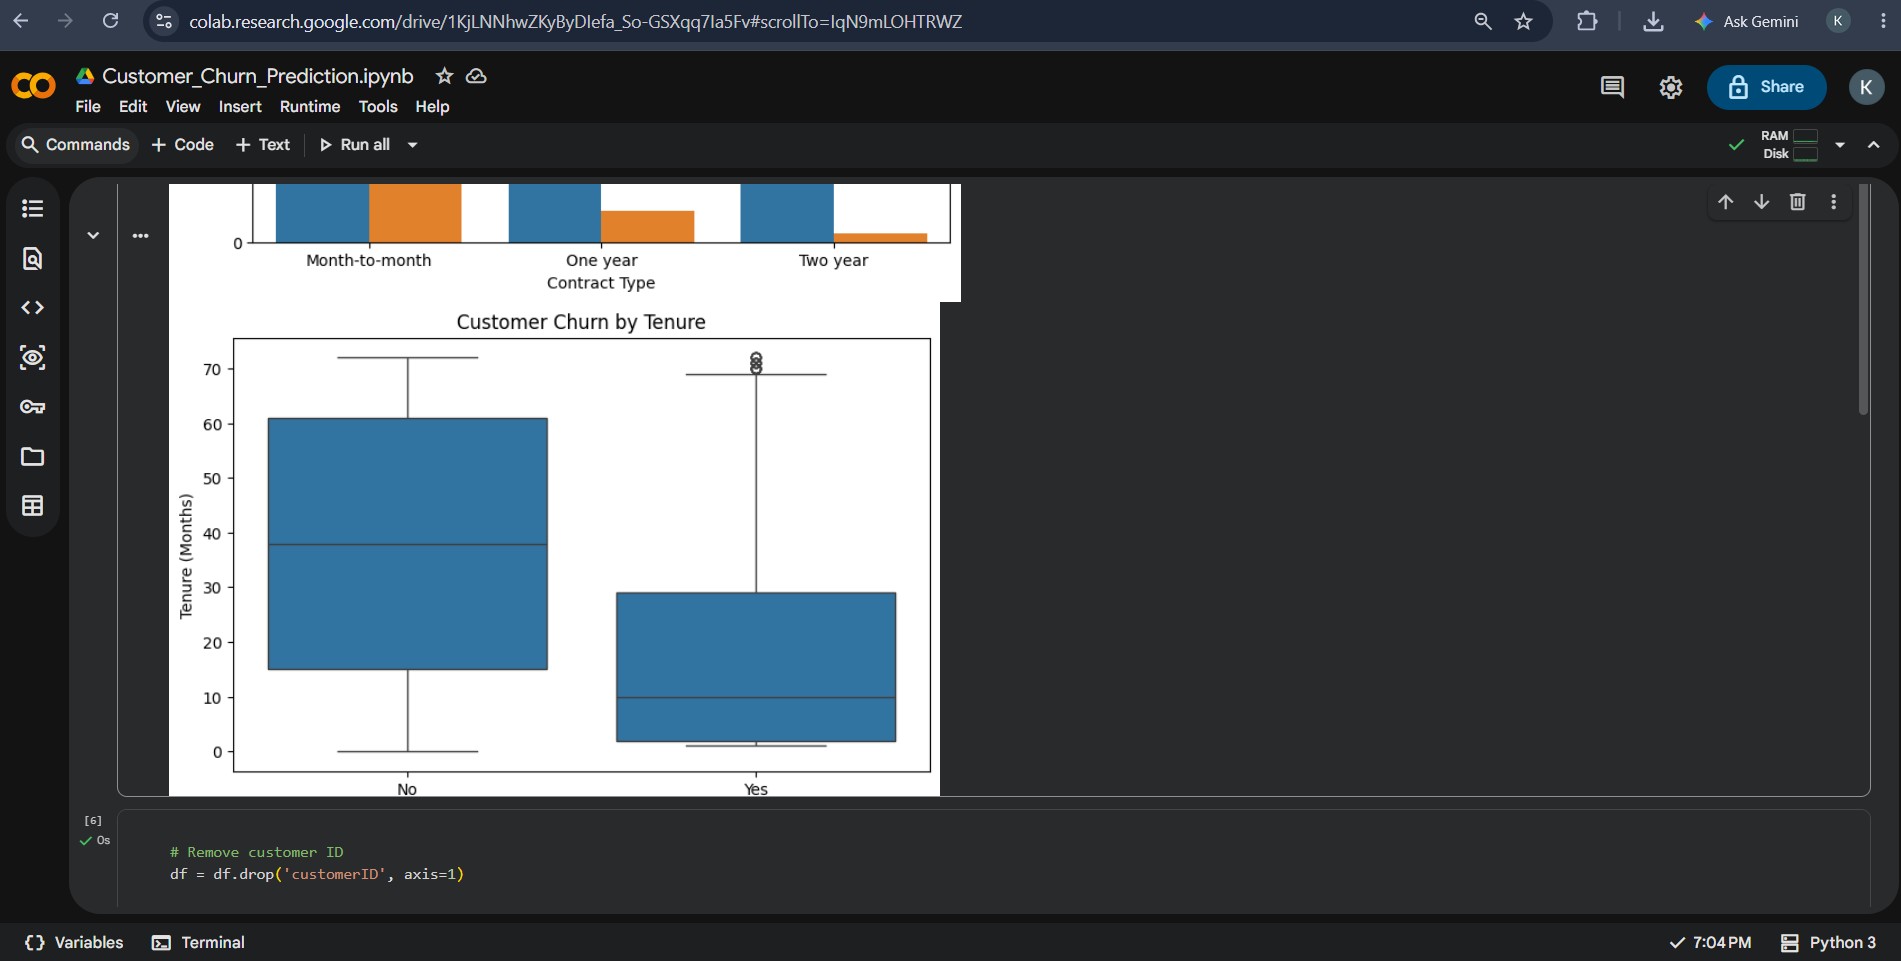 colab.research.google.com/drive/1KjLNNhwZKyByDIefa_So-GSXqq7Ia5Fv#scrollTo=IqN9mLOHTRWZ
Ask Gemini
K
CO
Customer_Churn_Prediction.ipynb
File Edit View Insert Runtime Tools Help
Share
K
Commands + Code + Text Run all
RAM
Disk
0
Month-to-month One year Two year
Contract Type
Customer Churn by Tenure
70
60
50
40
30
20
10
0
Tenure (Months)
No Yes
[6]
0s
# Remove customer ID
df = df.drop('customerID', axis=1)
{} Variables Terminal
7:04 PM Python 3